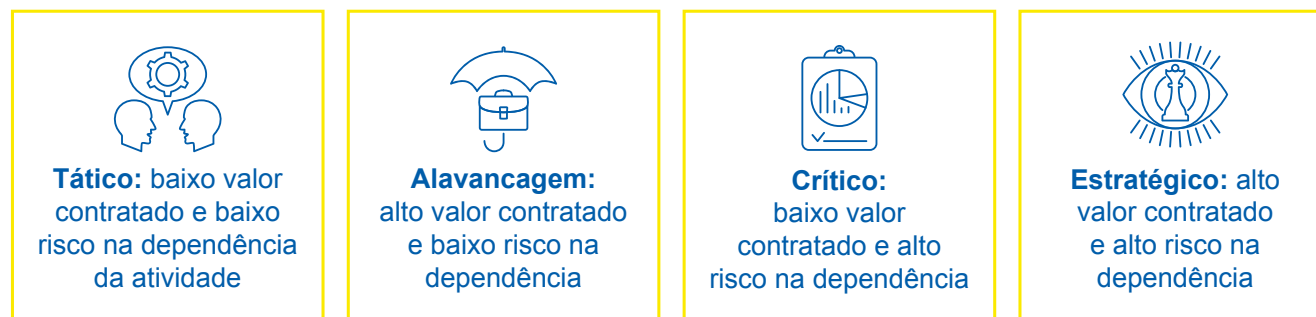 Tático: baixo valor
contratado e baixo
risco na dependência
da atividade
Alavancagem:
alto valor contratado
e baixo risco na
dependência
Crítico:
baixo valor
contratado e alto
risco na dependência
Estratégico: alto
valor contratado
e alto risco na
dependência